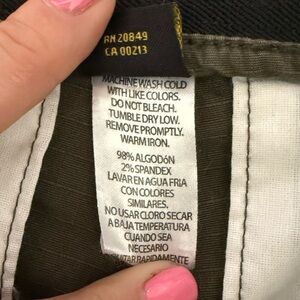 RN 20849
CA 00213
MACHINE WASH COLD
WITH LIKE COLORS.
DO NOT BLEACH.
TUMBLE DRY LOW.
REMOVE PROMPTLY.
WARM IRON.
98% ALGODÓN
2% SPANDEX
LAVAR EN AGUA FRIA
CON COLORES
SIMILARES.
NO USAR CLORO SECAR
A BAJA TEMPERATURA
CUANDO SEA
NECESARIO
RAPIDAMENTE